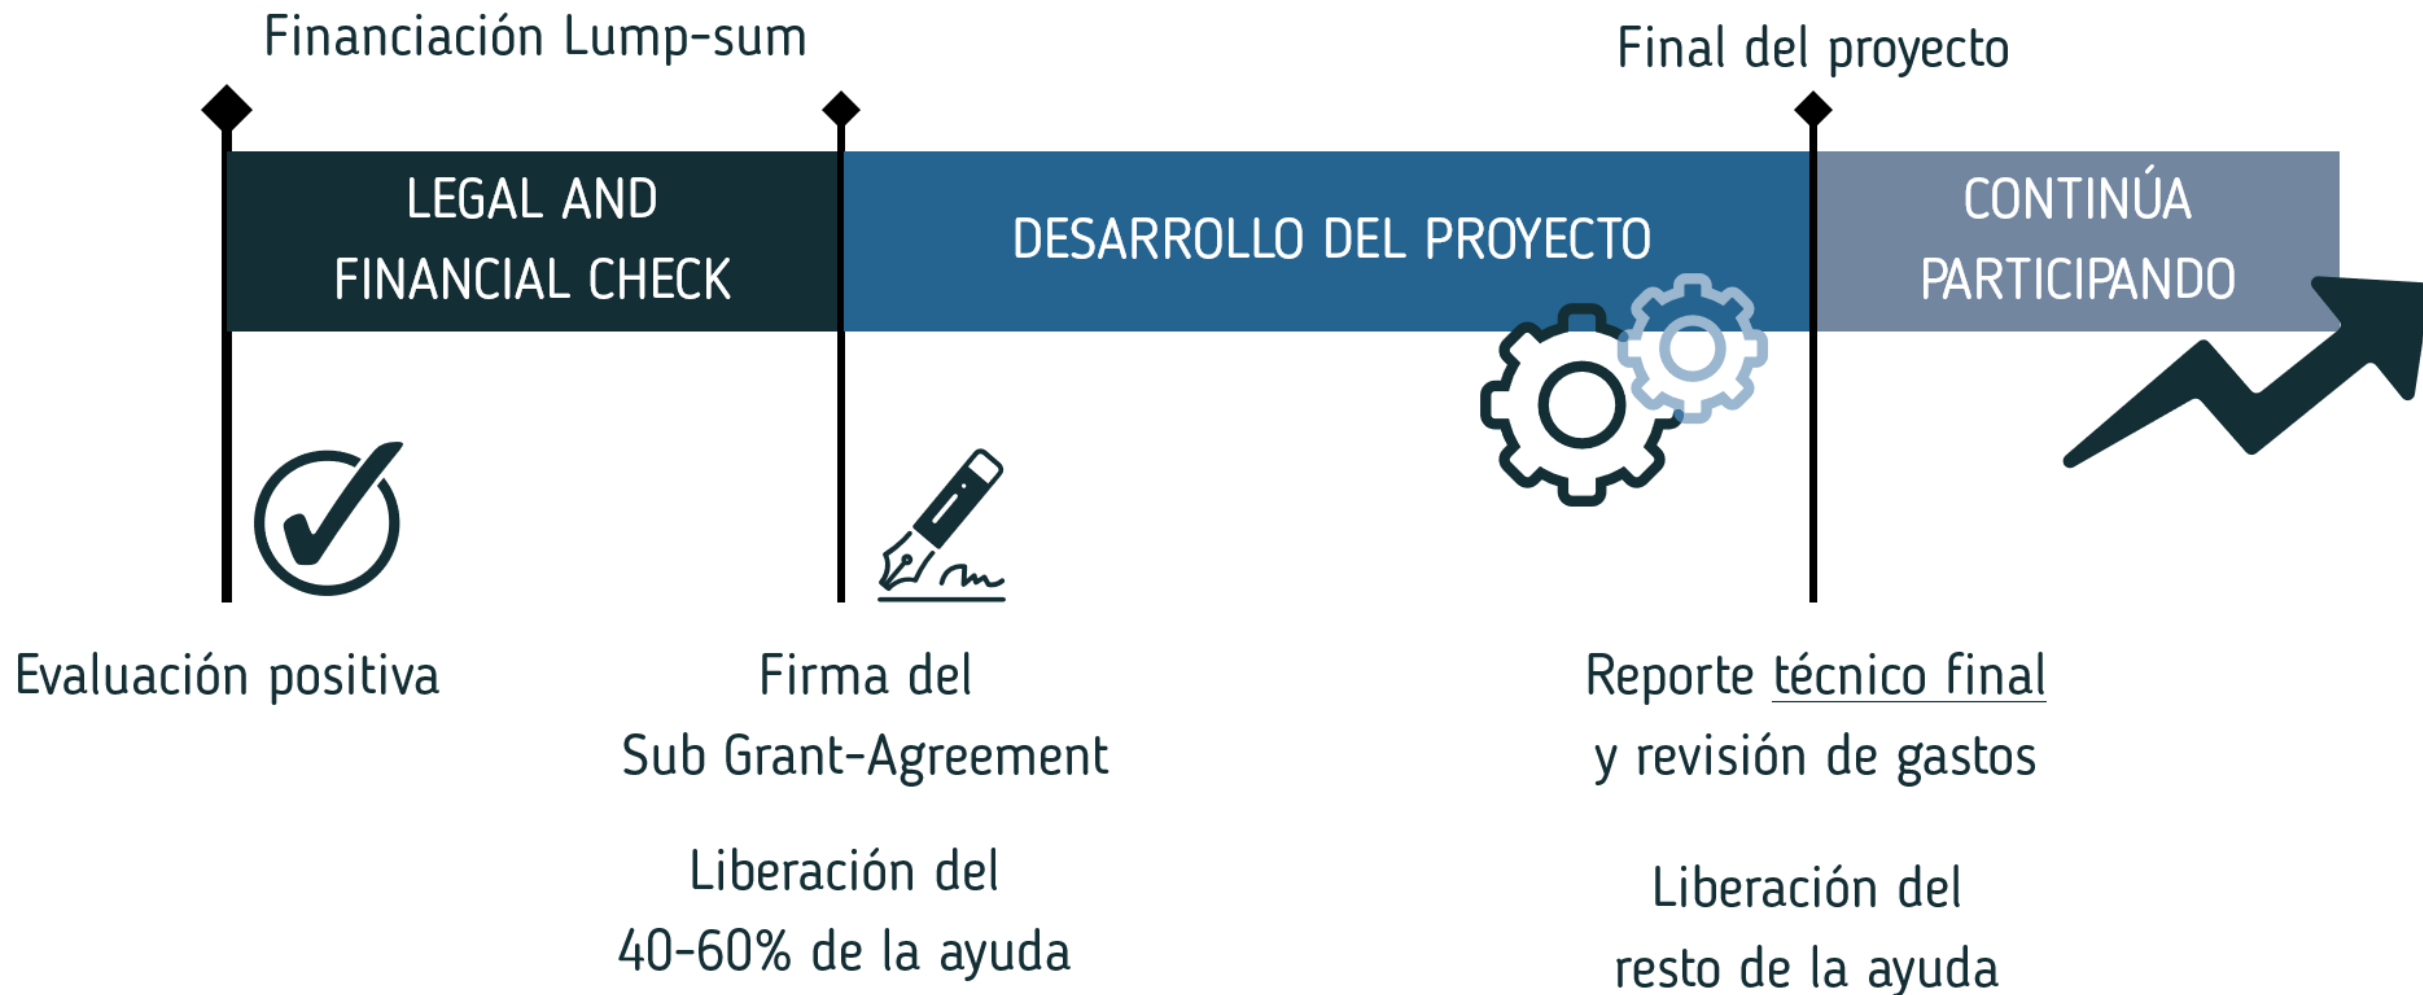 Financiación Lump-sum
Final del proyecto
LEGAL AND
FINANCIAL CHECK
DESARROLLO DEL PROYECTO
CONTINÚA
PARTICIPANDO
Evaluación positiva
Firma del
Sub Grant-Agreement
Liberación del
40-60% de la ayuda
Reporte técnico final
y revisión de gastos
Liberación del
resto de la ayuda